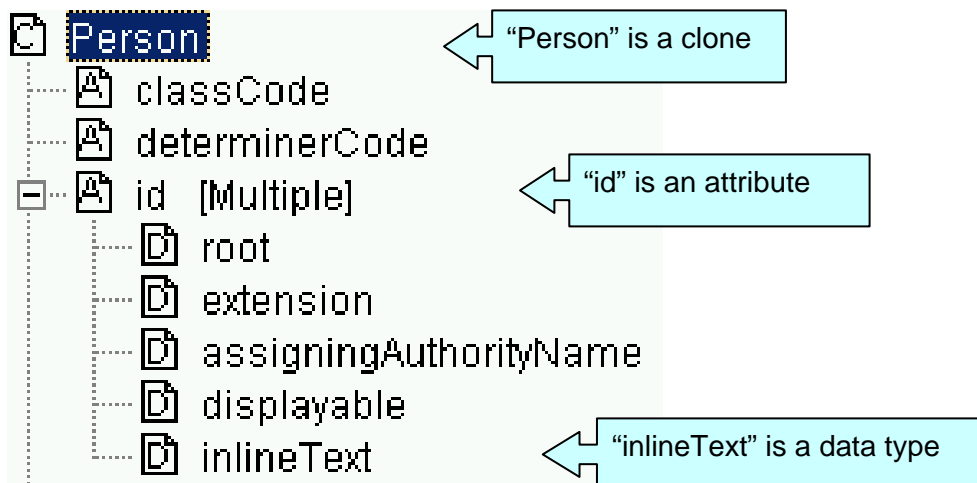 C Person
“Person” is a clone
A classCode
A determinerCode
A id [Multiple]
“id” is an attribute
D root
D extension
D assigningAuthorityName
D displayable
D inlineText
“inlineText” is a data type